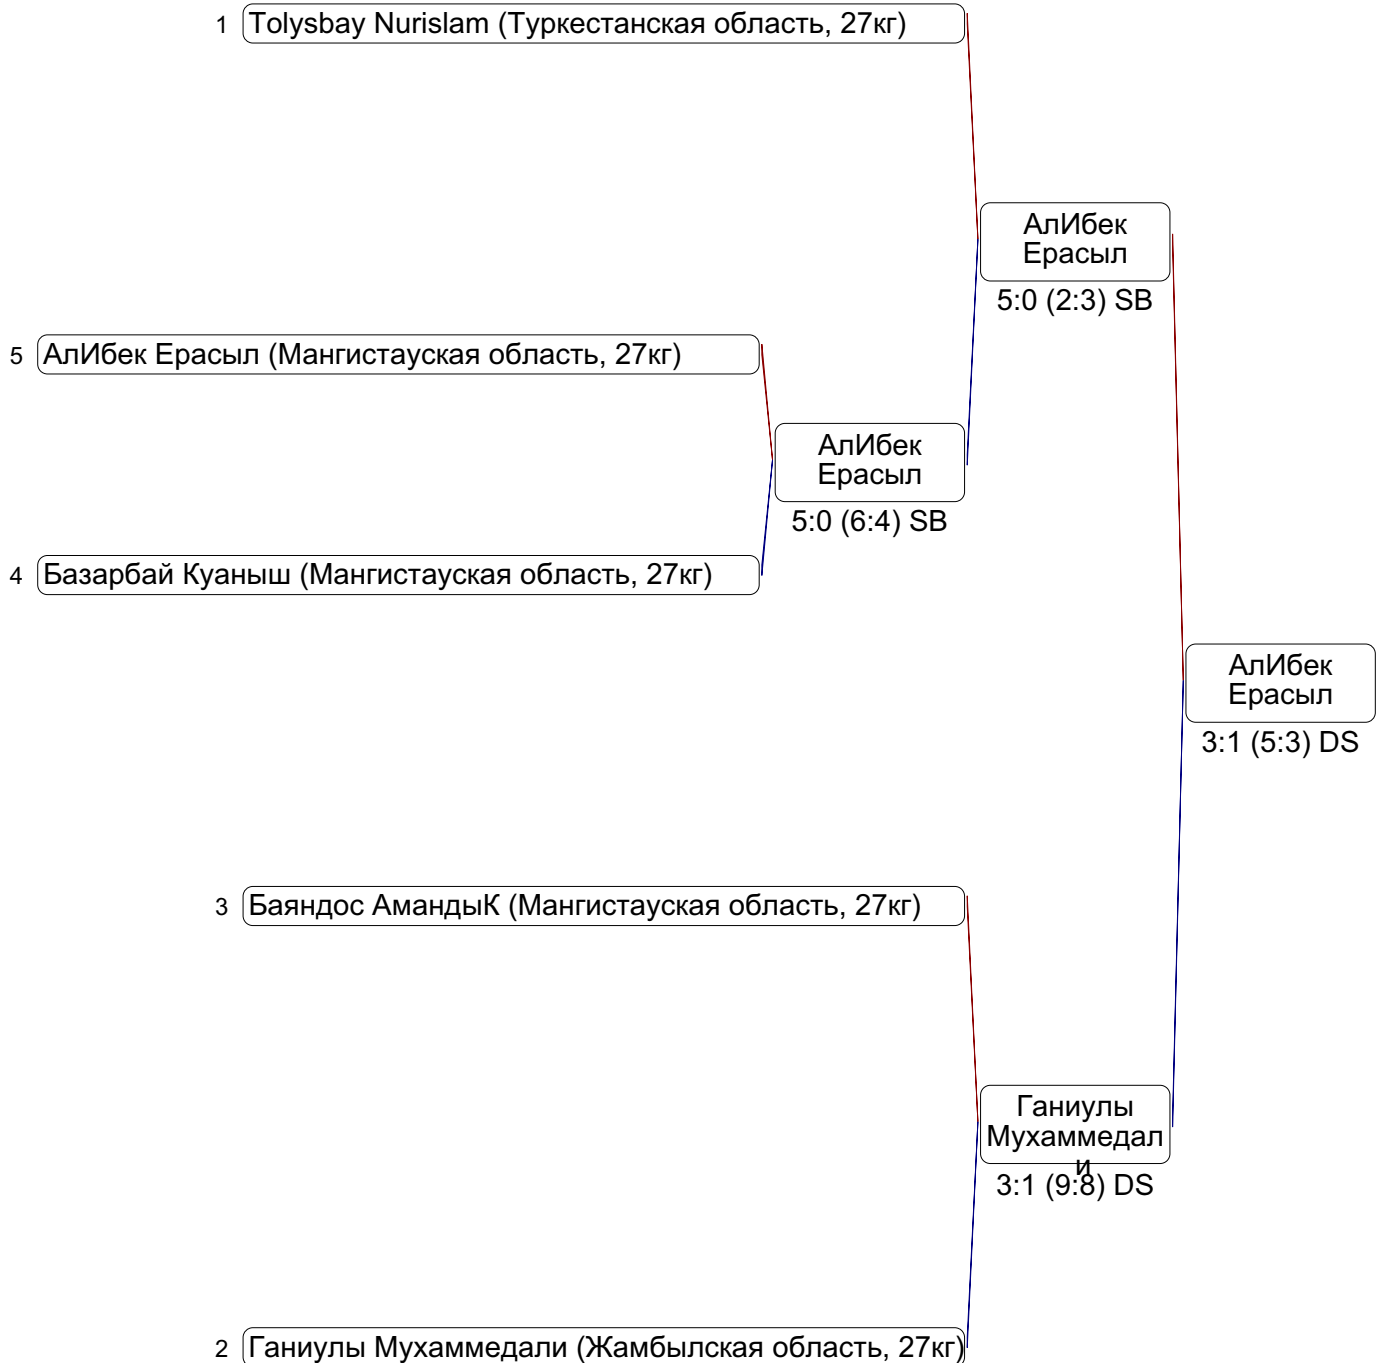 1 Tolysbay Nurislam (Туркестанская область, 27кг)
АлИбек
Ерасыл
5:0 (2:3) SB
5 АлИбек Ерасыл (Мангистауская область, 27кг)
АлИбек
Ерасыл
5:0 (6:4) SB
4 Базарбай Куаныш (Мангистауская область, 27кг)
АлИбек
Ерасыл
3:1 (5:3) DS
3 Баяндос АмандыК (Мангистауская область, 27кг)
Ганиулы
Мухаммедал
и
3:1 (9:8) DS
2 Ганиулы Мухаммедали (Жамбылская область, 27кг)